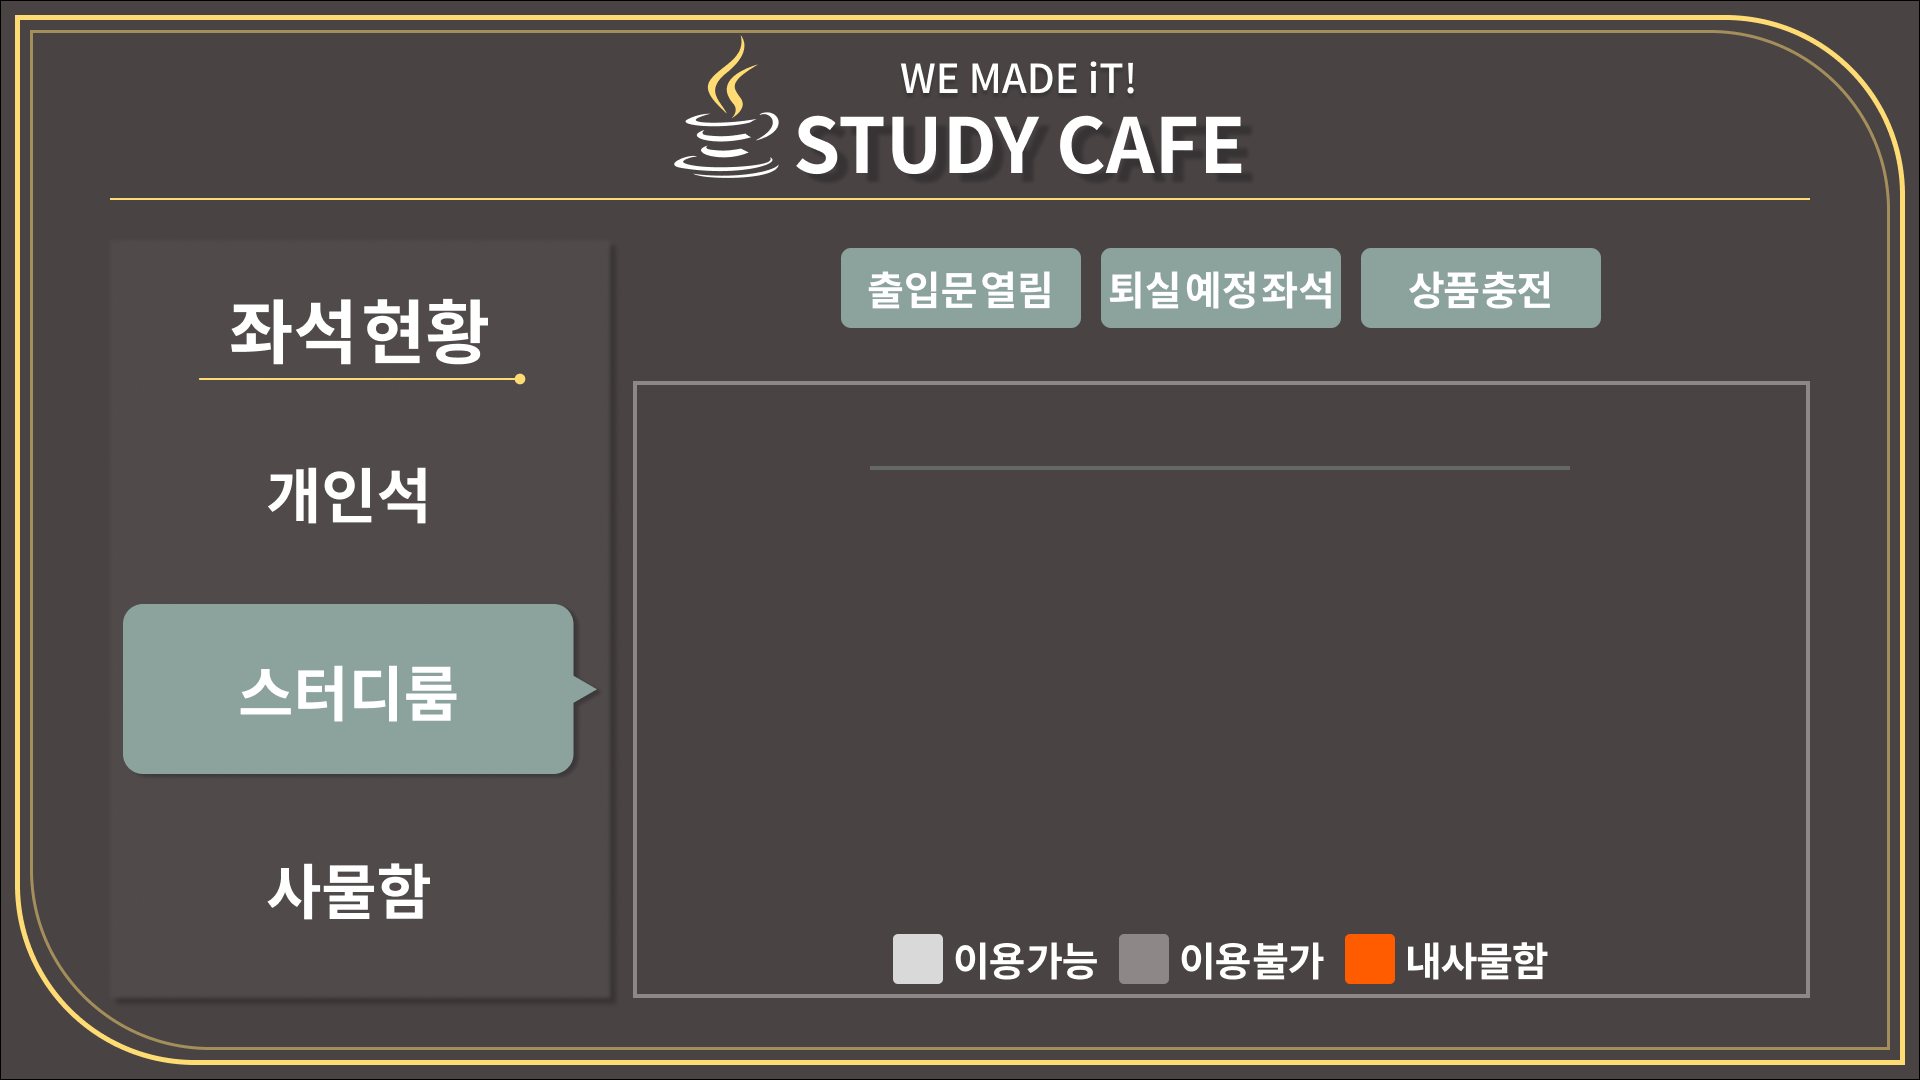 WE MADE iT!
STUDY CAFE
좌석현황
개인석
스터디룸
사물함
출입문열림
퇴실예정좌석
상품충전
이용가능
이용불가
내사물함